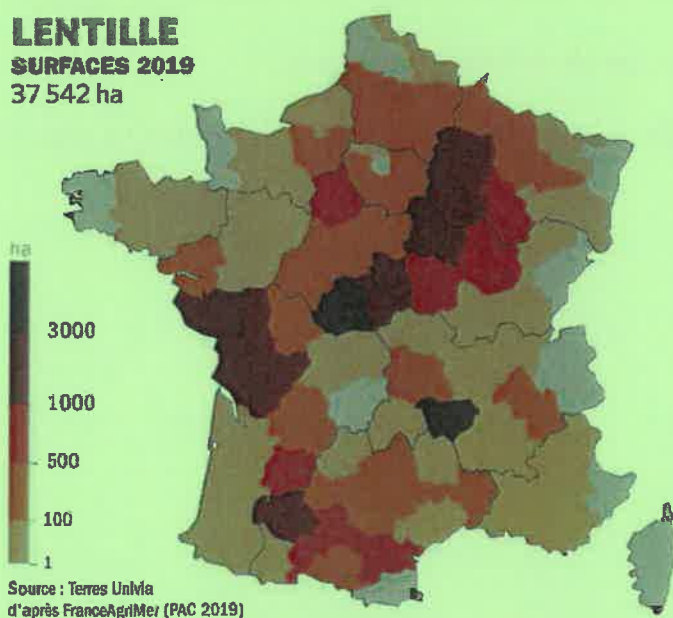 LENTILLE
SURFACES 2019
37 542 ha
ha
3000
1000
500
100
1
Source : Terres Univia
d'après FranceAgriMer (PAC 2019)